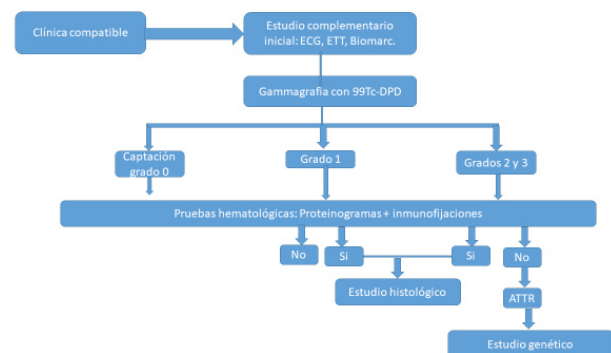 Clínica compatible
Estudio complementario
inicial: ECG, ETT, Biomarc.
Gammagrafia con 99Tc-DPD
Captación
grado 0
Grado 1
Grados 2 y 3
Pruebas hematológicas: Proteinogramas + inmunofijaciones
No
Si
Si
No
Estudio histológico
ATTR
Estudio genético